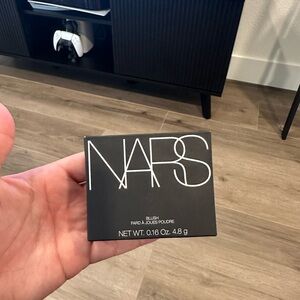 NARS
BLUSH
FARD À JOUES POUDRE
NET WT. 0.16 Oz. 4.8 g